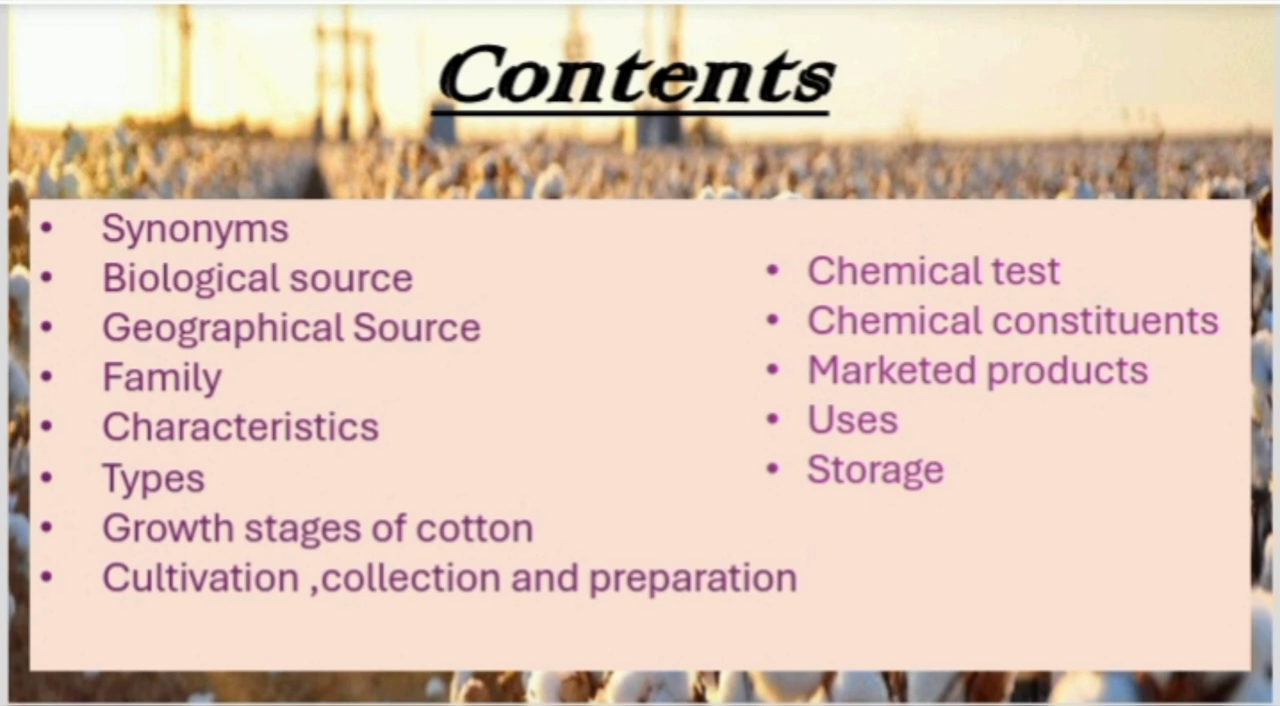 Contents
• Synonyms
• Biological source
• Geographical Source
• Family
• Characteristics
• Types
• Growth stages of cotton
• Cultivation ,collection and preparation
• Chemical test
• Chemical constituents
• Marketed products
• Uses
• Storage